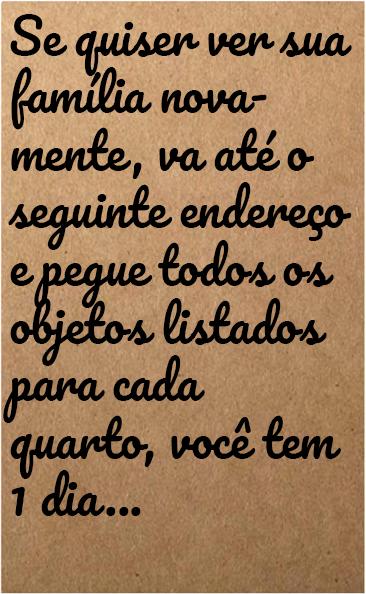 Se quiser ver sua
família nova-
mente, va até o
seguinte endereço
e pegue todos os
objetos listados
para cada
quarto, você tem
1 dia...